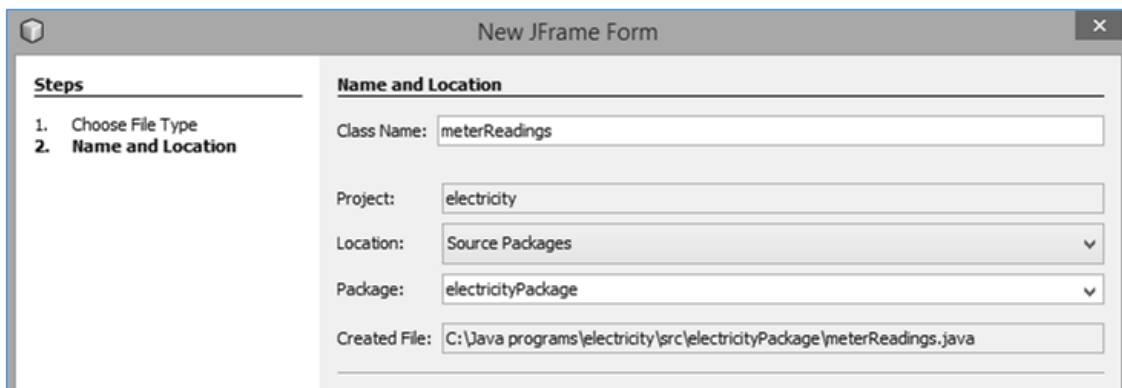 New JFrame Form
Steps
1. Choose File Type
2. Name and Location
Name and Location
Class Name: meterReadings
Project: electricity
Location: Source Packages
Package: electricityPackage
Created File: C:\Java programs\electricity\src\electricityPackage\meterReadings.java